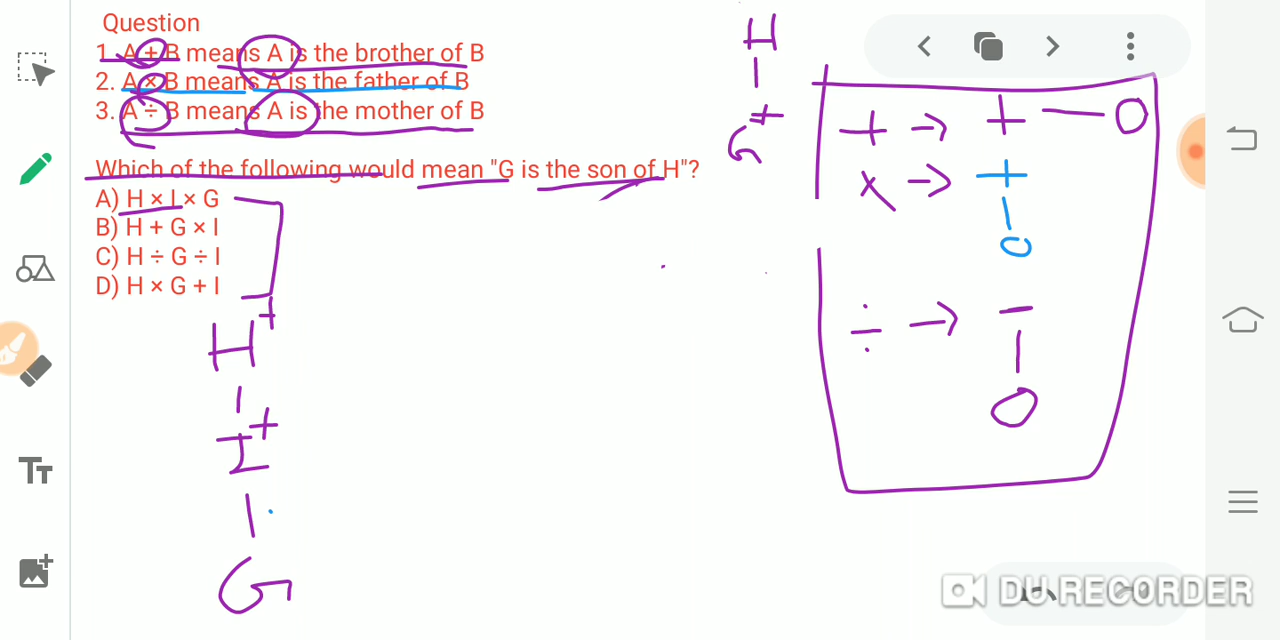 Question
1. A + B means A is the brother of B
2. A × B means A is the father of B
3. A ÷ B means A is the mother of B
Which of the following would mean "G is the son of H"?
A) H × I × G
B) H + G × I
C) H ÷ G ÷ I
D) H × G + I
H+
I+
G
H
G+
+ → + — O
× → +
O
÷ → −
O
Tт
DU RECORDER